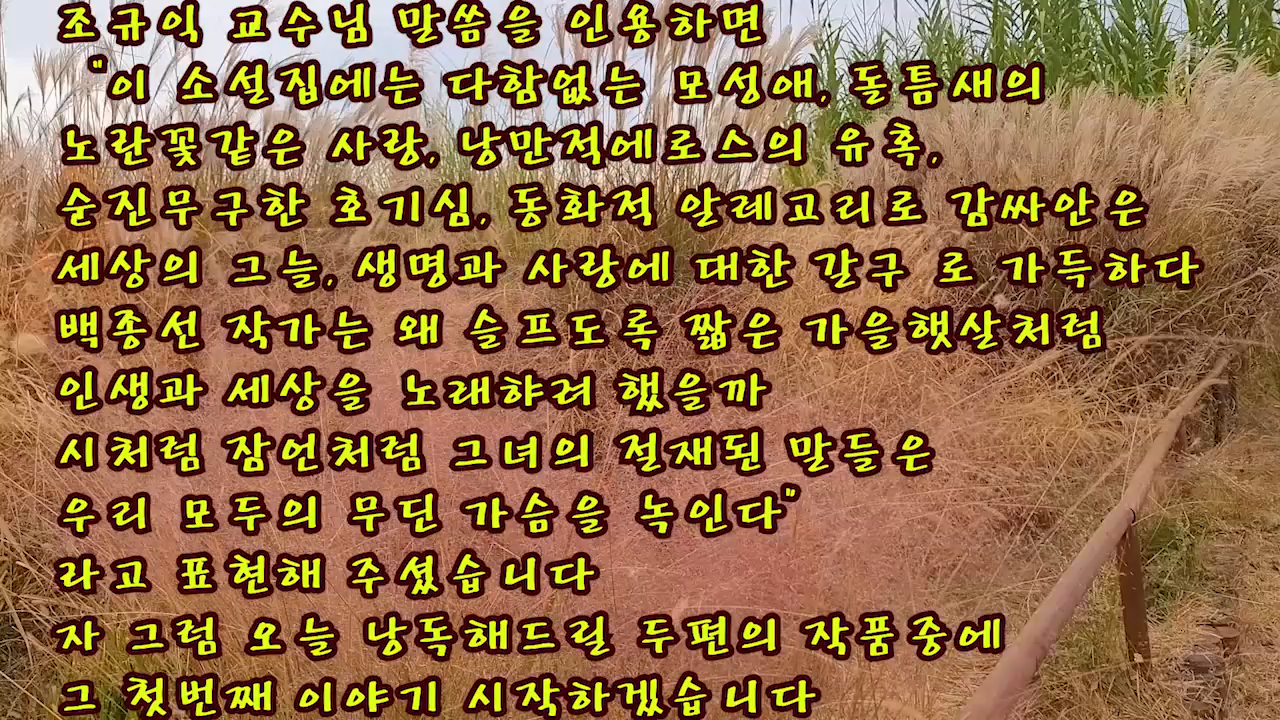 조규익 교수님 말씀을 인용하면
"이 소설집에는 다함없는 모성애, 돌틈새의
노란꽃같은 사랑, 낭만적에로스의 유혹,
순진무구한 호기심, 동화적 알레고리로 감싸안은
세상의 그늘, 생명과 사랑에 대한 갈구 로 가득하다
백종선 작가는 왜 슬프도록 짧은 가을햇살처럼
인생과 세상을 노래햐려 했을까
시처럼 잠언처럼 그녀의 절재된 말들은
우리 모두의 무딘 가슴을 녹인다"
라고 표현해 주셨습니다
자 그럼 오늘 낭독해드릴 두편의 작품중에
그 첫번째 이야기 시작하겠습니다